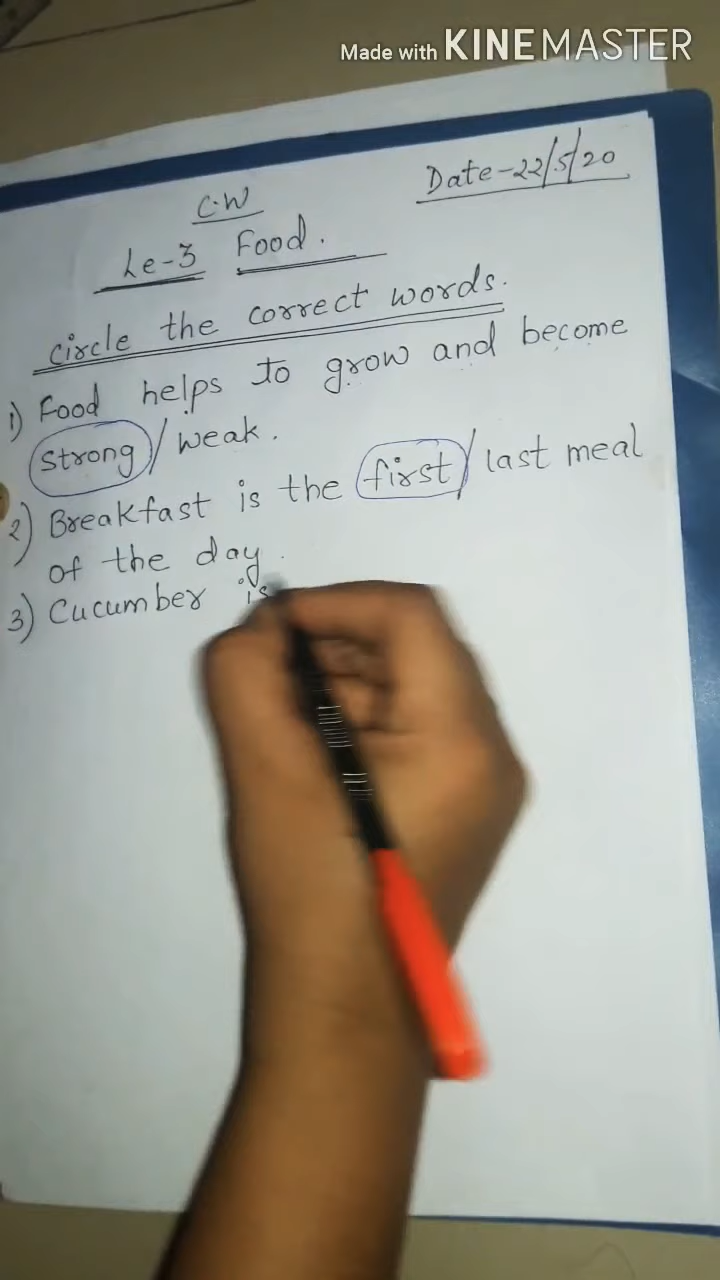 Made with KINEMASTER
Date-22/5/20
C.W
Le-3 Food.
circle the correct words.
1) Food helps to grow and become
strong / weak.
2) Breakfast is the first / last meal
of the day.
3) Cucumber is